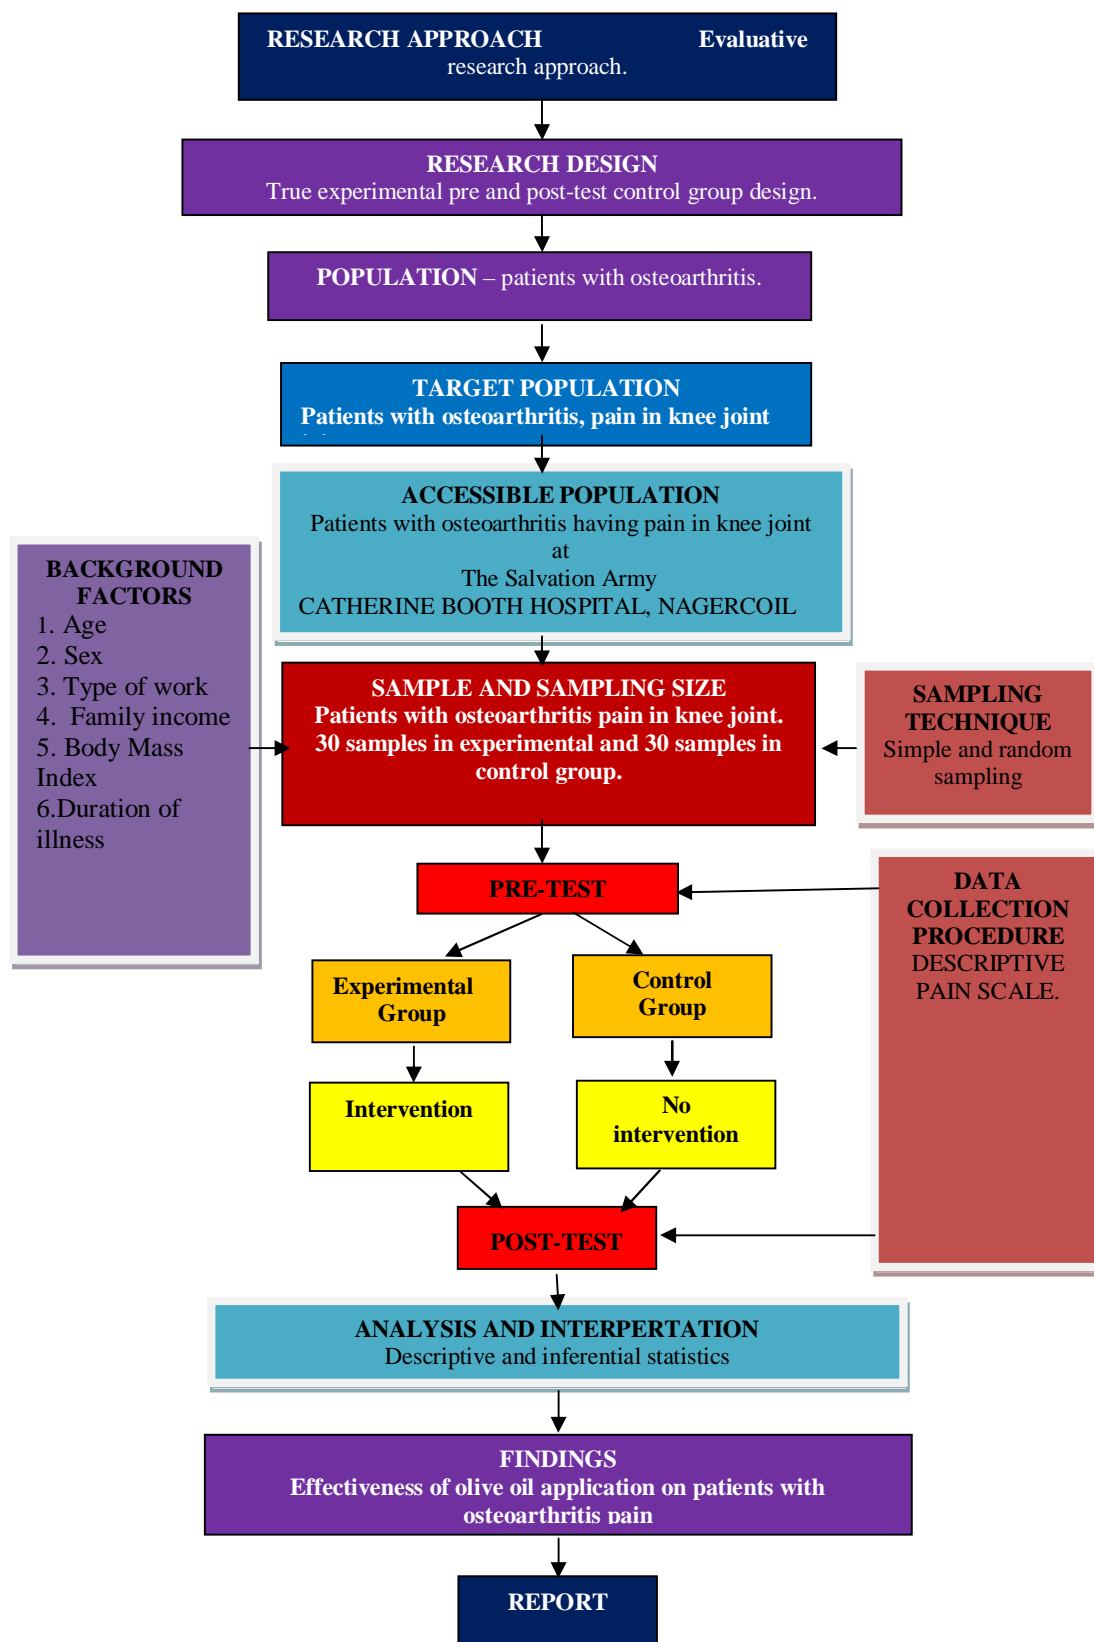 RESEARCH APPROACH Evaluative
research approach.
RESEARCH DESIGN
True experimental pre and post-test control group design.
POPULATION – patients with osteoarthritis.
TARGET POPULATION
Patients with osteoarthritis, pain in knee joint
ACCESSIBLE POPULATION
Patients with osteoarthritis having pain in knee joint
at
The Salvation Army
CATHERINE BOOTH HOSPITAL, NAGERCOIL
BACKGROUND
FACTORS
1. Age
2. Sex
3. Type of work
4. Family income
5. Body Mass
Index
6.Duration of
illness
SAMPLE AND SAMPLING SIZE
Patients with osteoarthritis pain in knee joint.
30 samples in experimental and 30 samples in
control group.
SAMPLING
TECHNIQUE
Simple and random
sampling
PRE-TEST
DATA
COLLECTION
PROCEDURE
DESCRIPTIVE
PAIN SCALE.
Experimental
Group
Control
Group
Intervention
No
intervention
POST-TEST
ANALYSIS AND INTERPERTATION
Descriptive and inferential statistics
FINDINGS
Effectiveness of olive oil application on patients with
osteoarthritis pain
REPORT